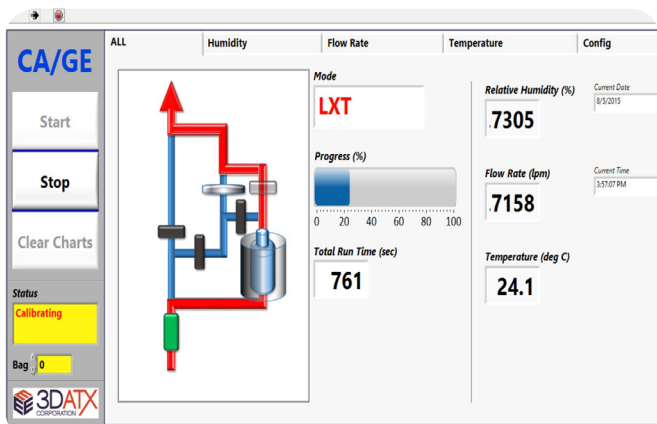 ALL
Humidity
Flow Rate
Temperature
Config
CA/GE
Start
Stop
Clear Charts
Status
Calibrating
Bag 0
3DATX
CORPORATION
Mode
LXT
Progress (%)
0 20 40 60 80 100
Total Run Time (sec)
761
Relative Humidity (%)
.7305
Flow Rate (lpm)
.7158
Temperature (deg C)
24.1
Current Date
8/5/2015
Current Time
3:57:07 PM